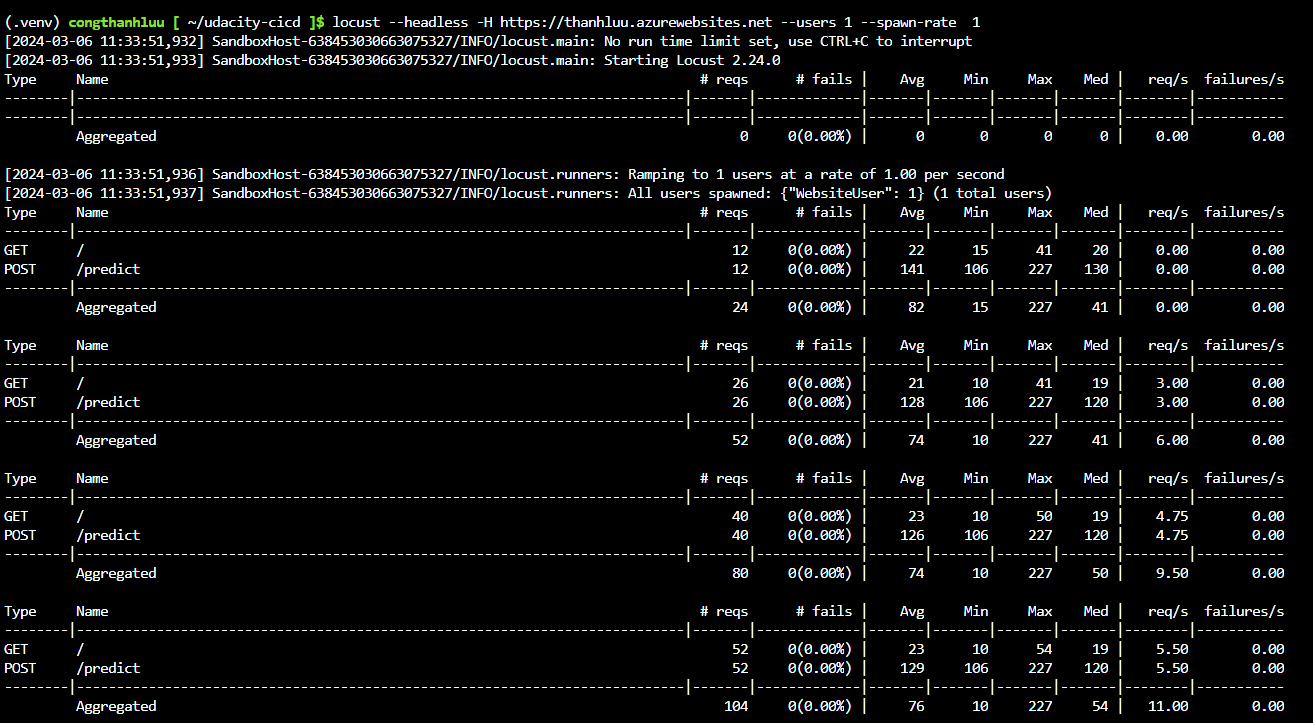 (.venv) congthanhluu [ ~/udacity-cicd ]$ locust --headless -H https://thanhluu.azurewebsites.net --users 1 --spawn-rate  1
[2024-03-06 11:33:51,932] SandboxHost-638453030663075327/INFO/locust.main: No run time limit set, use CTRL+C to interrupt
[2024-03-06 11:33:51,933] SandboxHost-638453030663075327/INFO/locust.main: Starting Locust 2.24.0
Type     Name                                                                          # reqs      # fails |    Avg     Min     Max    Med |   req/s  failures/s
--------|----------------------------------------------------------------------------|-------|-------------|-------|-------|-------|-------|--------|-----------
--------|----------------------------------------------------------------------------|-------|-------------|-------|-------|-------|-------|--------|-----------
         Aggregated                                                                         0     0(0.00%) |      0       0       0      0 |    0.00        0.00
[2024-03-06 11:33:51,936] SandboxHost-638453030663075327/INFO/locust.runners: Ramping to 1 users at a rate of 1.00 per second
[2024-03-06 11:33:51,937] SandboxHost-638453030663075327/INFO/locust.runners: All users spawned: {"WebsiteUser": 1} (1 total users)
Type     Name                                                                          # reqs      # fails |    Avg     Min     Max    Med |   req/s  failures/s
--------|----------------------------------------------------------------------------|-------|-------------|-------|-------|-------|-------|--------|-----------
GET      /                                                                                 12     0(0.00%) |     22      15      41     20 |    0.00        0.00
POST     /predict                                                                          12     0(0.00%) |    141     106     227    130 |    0.00        0.00
--------|----------------------------------------------------------------------------|-------|-------------|-------|-------|-------|-------|--------|-----------
         Aggregated                                                                        24     0(0.00%) |     82      15     227     41 |    0.00        0.00
Type     Name                                                                          # reqs      # fails |    Avg     Min     Max    Med |   req/s  failures/s
--------|----------------------------------------------------------------------------|-------|-------------|-------|-------|-------|-------|--------|-----------
GET      /                                                                                 26     0(0.00%) |     21      10      41     19 |    3.00        0.00
POST     /predict                                                                          26     0(0.00%) |    128     106     227    120 |    3.00        0.00
--------|----------------------------------------------------------------------------|-------|-------------|-------|-------|-------|-------|--------|-----------
         Aggregated                                                                        52     0(0.00%) |     74      10     227     41 |    6.00        0.00
Type     Name                                                                          # reqs      # fails |    Avg     Min     Max    Med |   req/s  failures/s
--------|----------------------------------------------------------------------------|-------|-------------|-------|-------|-------|-------|--------|-----------
GET      /                                                                                 40     0(0.00%) |     23      10      50     19 |    4.75        0.00
POST     /predict                                                                          40     0(0.00%) |    126     106     227    120 |    4.75        0.00
--------|----------------------------------------------------------------------------|-------|-------------|-------|-------|-------|-------|--------|-----------
         Aggregated                                                                        80     0(0.00%) |     74      10     227     50 |    9.50        0.00
Type     Name                                                                          # reqs      # fails |    Avg     Min     Max    Med |   req/s  failures/s
--------|----------------------------------------------------------------------------|-------|-------------|-------|-------|-------|-------|--------|-----------
GET      /                                                                                 52     0(0.00%) |     23      10      54     19 |    5.50        0.00
POST     /predict                                                                          52     0(0.00%) |    129     106     227    120 |    5.50        0.00
--------|----------------------------------------------------------------------------|-------|-------------|-------|-------|-------|-------|--------|-----------
         Aggregated                                                                       104     0(0.00%) |     76      10     227     54 |   11.00        0.00